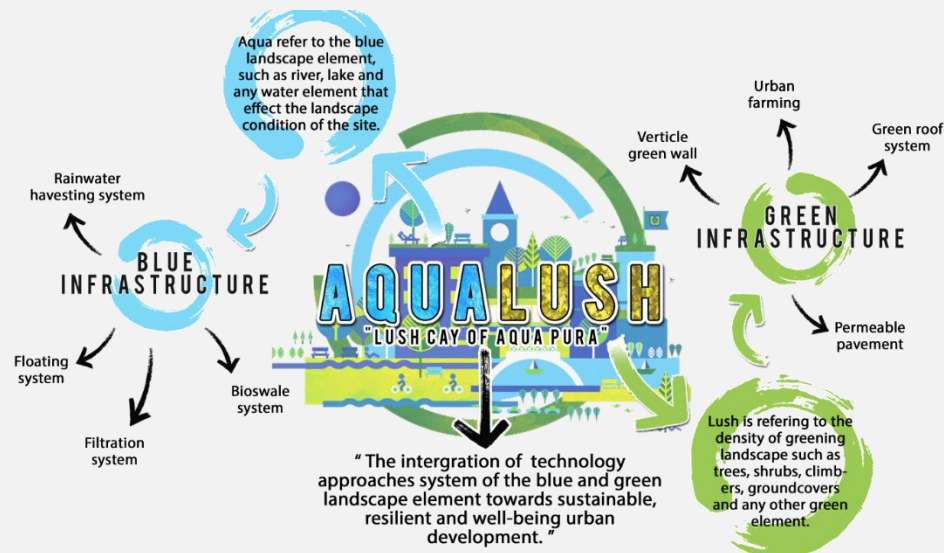 Aqua refer to the blue
landscape element,
such as river, lake and
any water element that
effect the landscape
condition of the site.
Rainwater
havesting system
BLUE
INFRASTRUCTURE
Floating
system
Filtration
system
Bioswale
system
AQUALUSH
"LUSH CAY OF AQUA PURA"
" The intergration of technology
approaches system of the blue and green
landscape element towards sustainable,
resilient and well-being urban
development. "
Urban
farming
Verticle
green wall
Green roof
system
GREEN
INFRASTRUCTURE
Permeable
pavement
Lush is refering to the
density of greening
landscape such as
trees, shrubs, climb-
ers, groundcovers
and any other green
element.